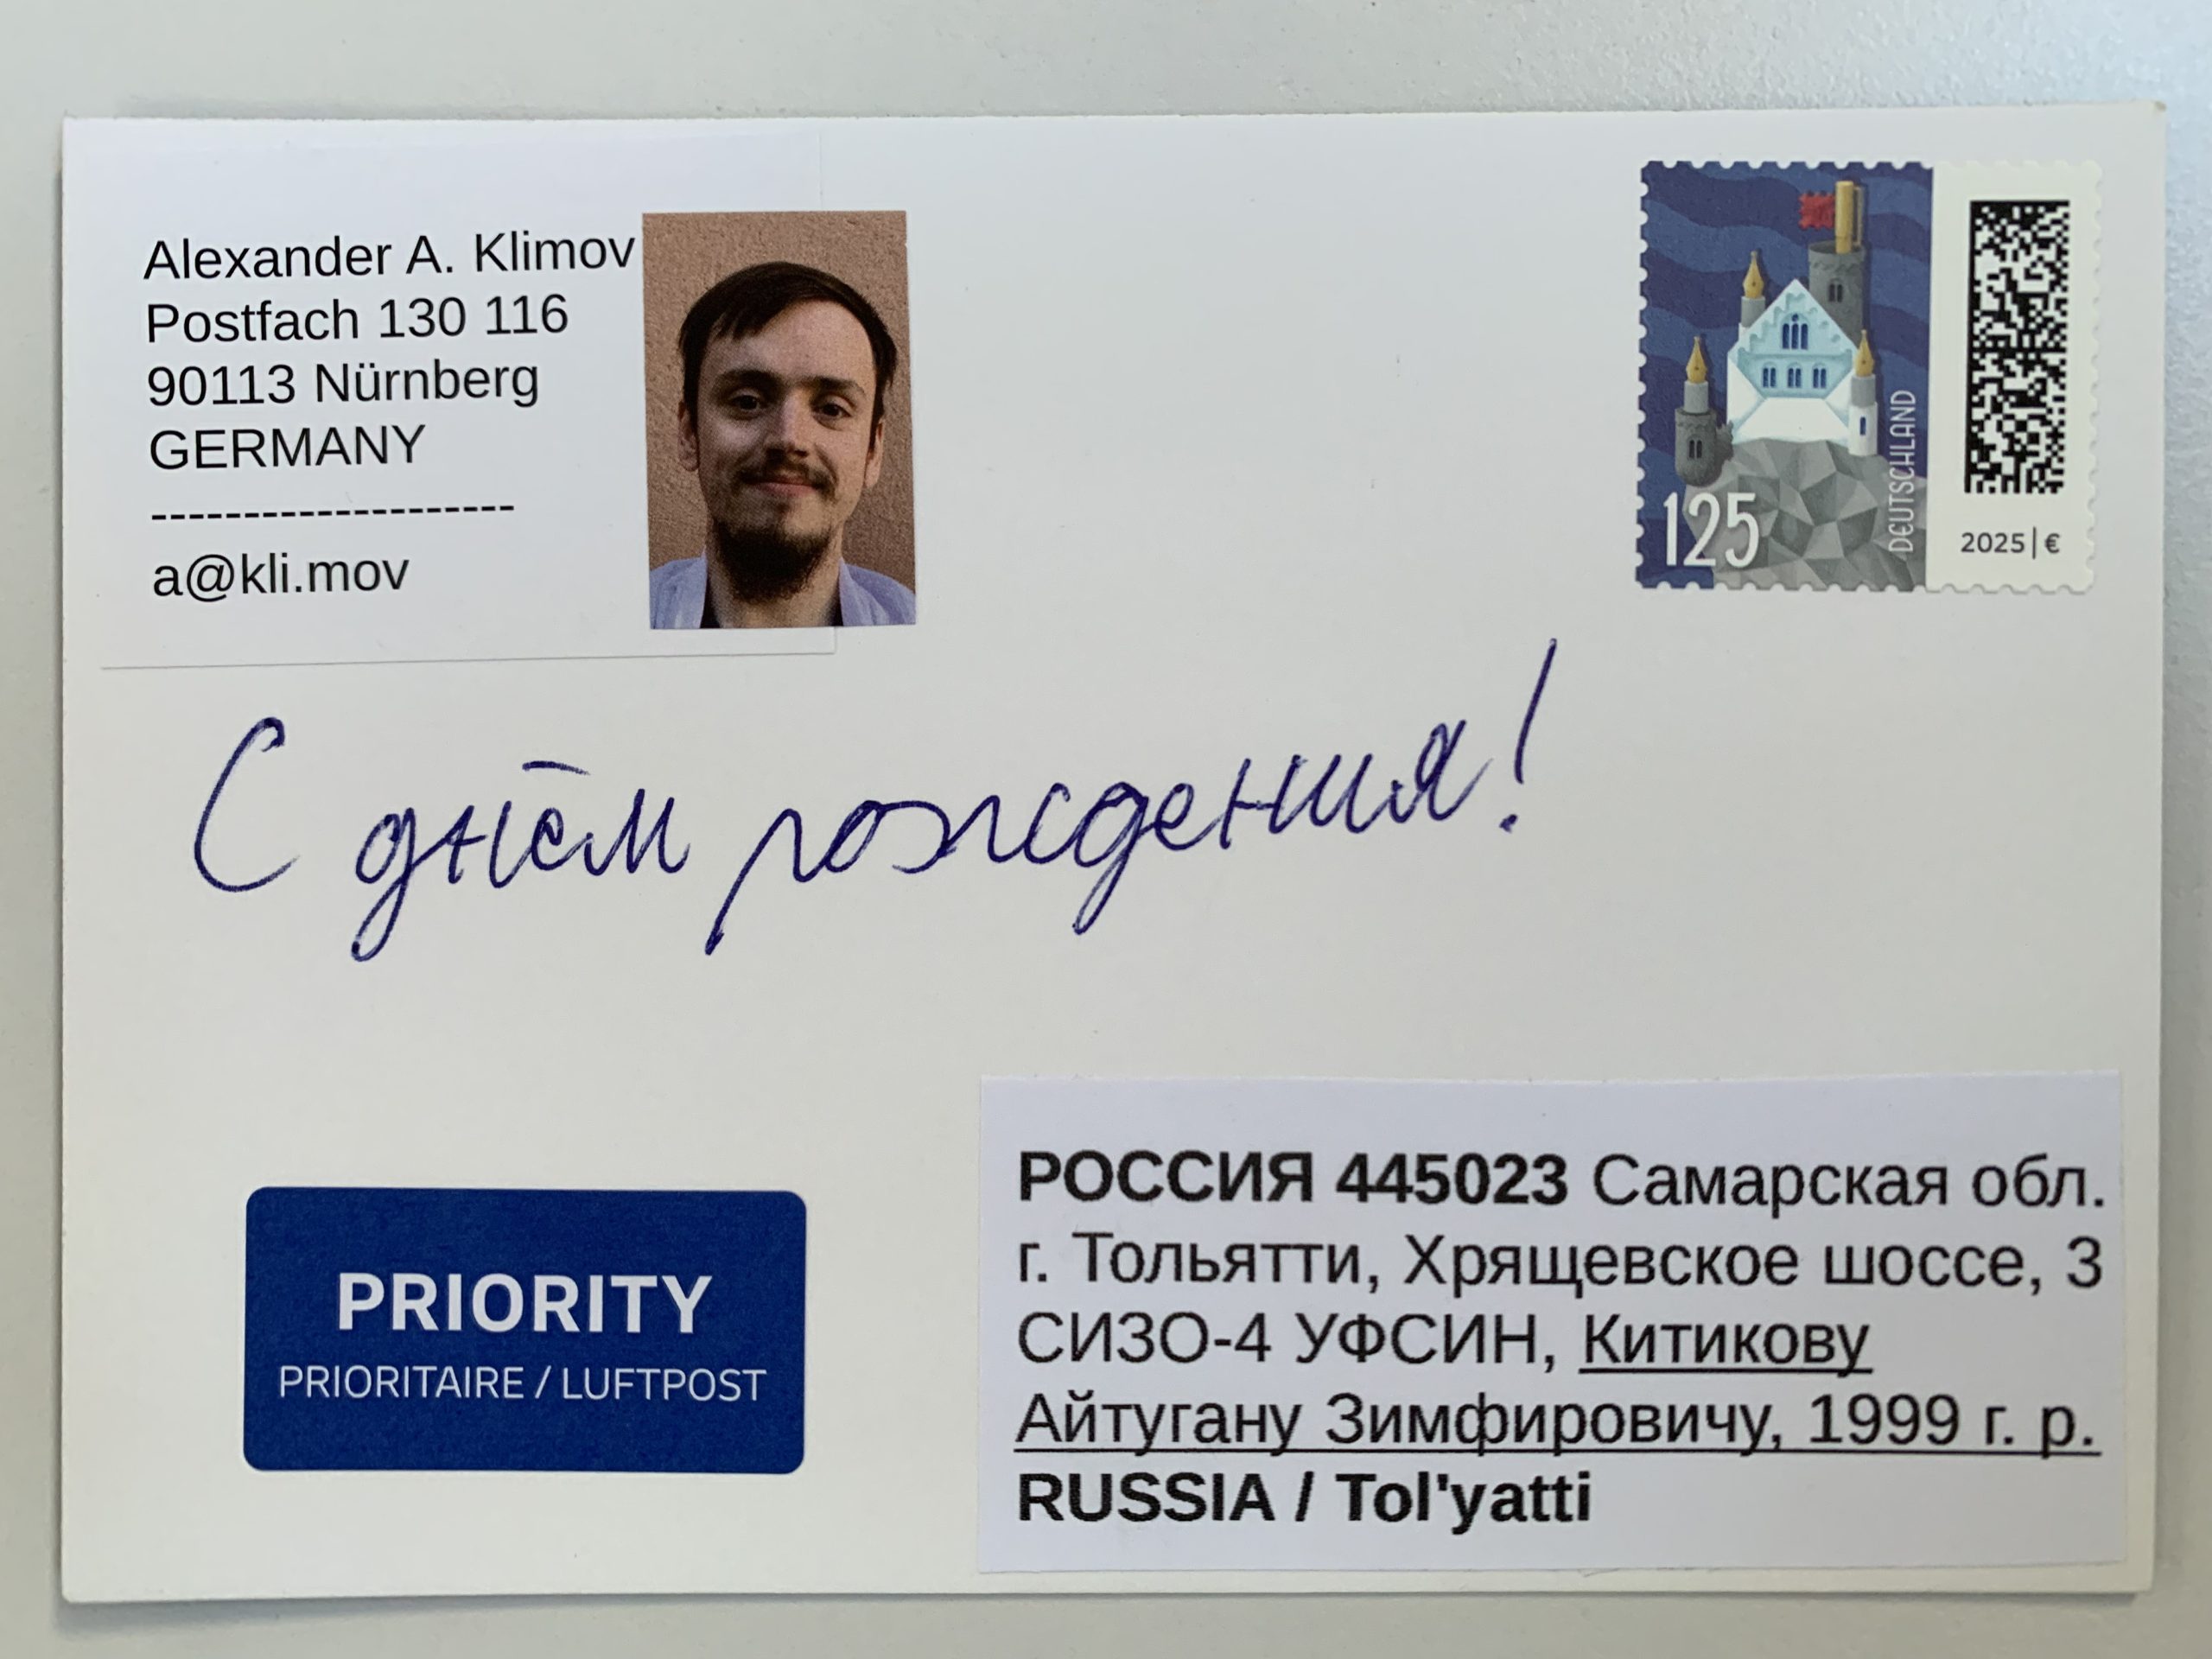 Alexander A. Klimov
Postfach 130 116
90113 Nürnberg
GERMANY
--------------------
a@kli.mov
125
DEUTSCHLAND
2025|€
С днём рождения!
PRIORITY
PRIORITAIRE / LUFTPOST
РОССИЯ 445023 Самарская обл.
г. Тольятти, Хрящевское шоссе, 3
СИЗО-4 УФСИН, Китикову
Айтугану Зимфировичу, 1999 г. р.
RUSSIA / Tol'yatti